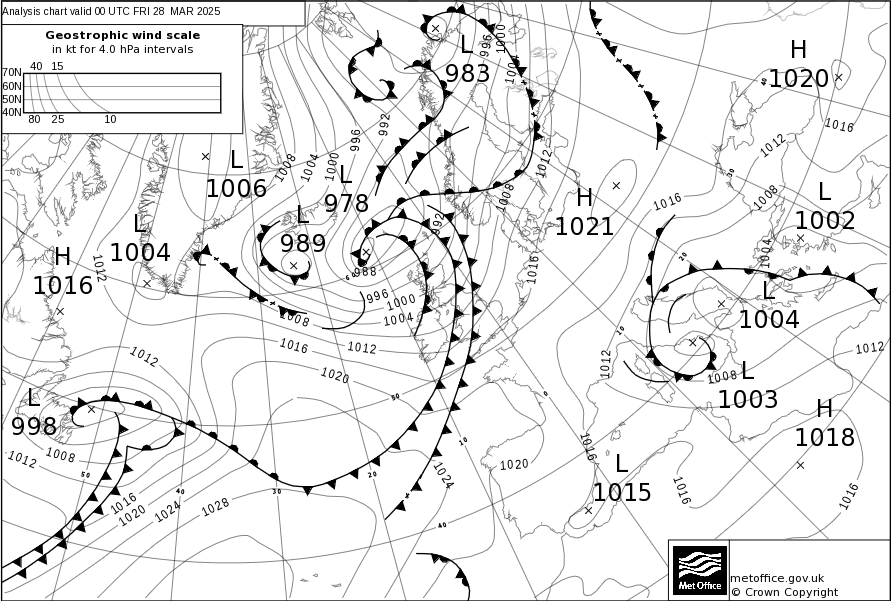 Analysis chart valid 00 UTC FRI 28 MAR 2025
Geostrophic wind scale
in kt for 4.0 hPa intervals
40 15
70N
60N
50N
40N
80 25 10
L
983
996
1000
1004
H
1020
40
1016
992
996
1000
1004
1008
L
1006
L
978
1012
1012
30
1008
H
1021
1016
1008
L
1002
L
989
992
L
1004
H
1016
1012
1004
20
1016
60
988
996
1000
1004
1008
L
1004
10
1016
1012
1012
1020
1012
1012
1008
L
1003
0
50
L
998
H
1018
1008
1012
50
1016
1020
1024
1028
40
30
20
10
1024
1020
1016
L
1015
1016
1016
40
Met Office
metoffice.gov.uk
© Crown Copyright